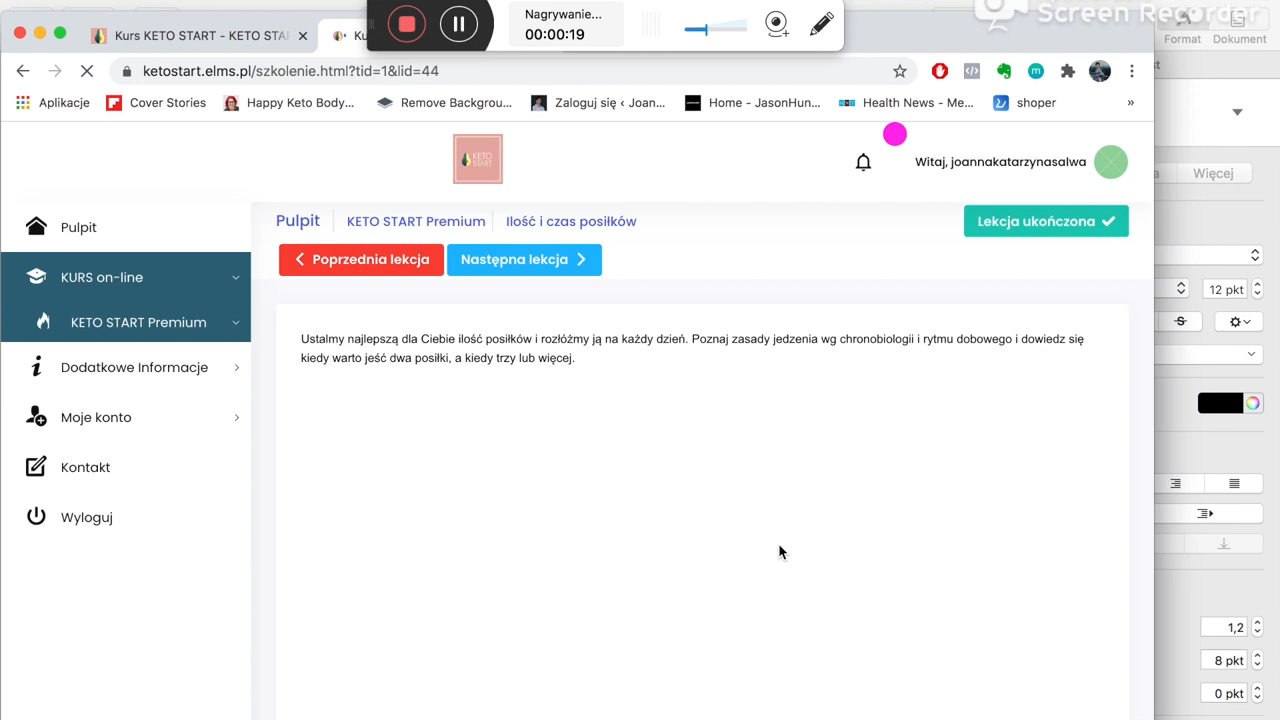 Nagrywanie...
00:00:19
Screen Recorder
Format
Dokument
Kurs KETO START - KETO STAR
Ku
ketostart.elms.pl/szkolenie.html?tid=1&lid=44
Aplikacje
Cover Stories
Happy Keto Body...
Remove Backgrou...
Zaloguj się ‹ Joan...
Home - JasonHun...
Health News - Me...
shoper
»
KETO
START
Witaj, joannakatarzynasalwa
Więcej
Pulpit
KURS on-line
KETO START Premium
Dodatkowe Informacje
Moje konto
Kontakt
Wyloguj
Pulpit
KETO START Premium
Ilość i czas posiłków
Lekcja ukończona
Poprzednia lekcja
Następna lekcja
Ustalmy najlepszą dla Ciebie ilość posiłków i rozłóżmy ją na każdy dzień. Poznaj zasady jedzenia wg chronobiologii i rytmu dobowego i dowiedz się
kiedy warto jeść dwa posiłki, a kiedy trzy lub więcej.
12 pkt
1,2
8 pkt
0 pkt